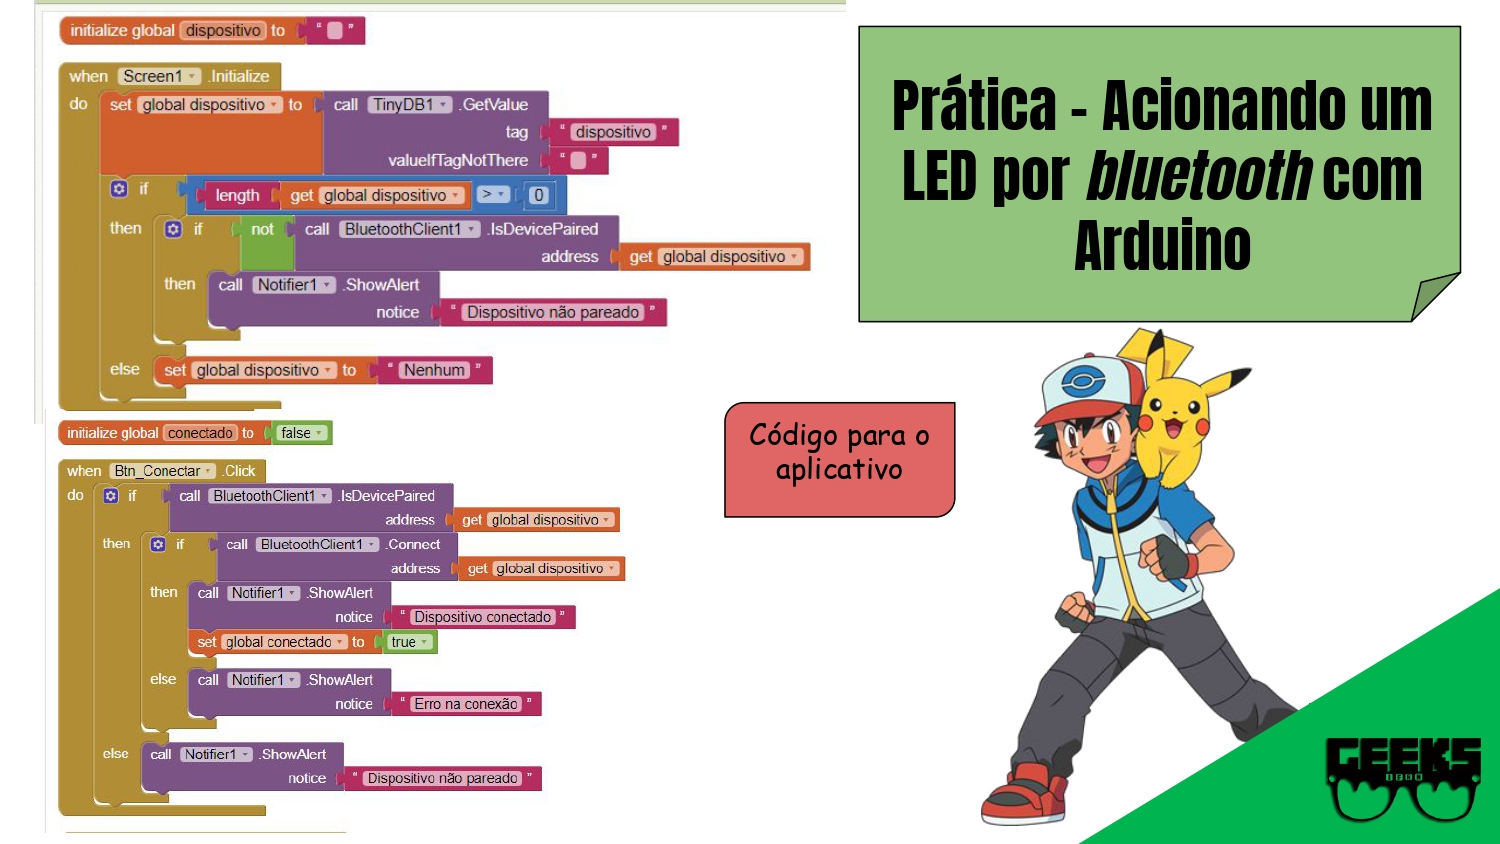 initialize global dispositivo to " "
when Screen1 .Initialize
do set global dispositivo to call TinyDB1 .GetValue
tag " dispositivo "
valueIfTagNotThere " "
if length get global dispositivo > 0
then if not call BluetoothClient1 .IsDevicePaired
address get global dispositivo
then call Notifier1 .ShowAlert
notice " Dispositivo não pareado "
else set global dispositivo to " Nenhum "
initialize global conectado to false
when Btn_Conectar .Click
do if call BluetoothClient1 .IsDevicePaired
address get global dispositivo
then if call BluetoothClient1 .Connect
address get global dispositivo
then call Notifier1 .ShowAlert
notice " Dispositivo conectado "
set global conectado to true
else call Notifier1 .ShowAlert
notice " Erro na conexão "
else call Notifier1 .ShowAlert
notice " Dispositivo não pareado "
Prática - Acionando um
LED por bluetooth com
Arduino
Código para o
aplicativo
GEEKS